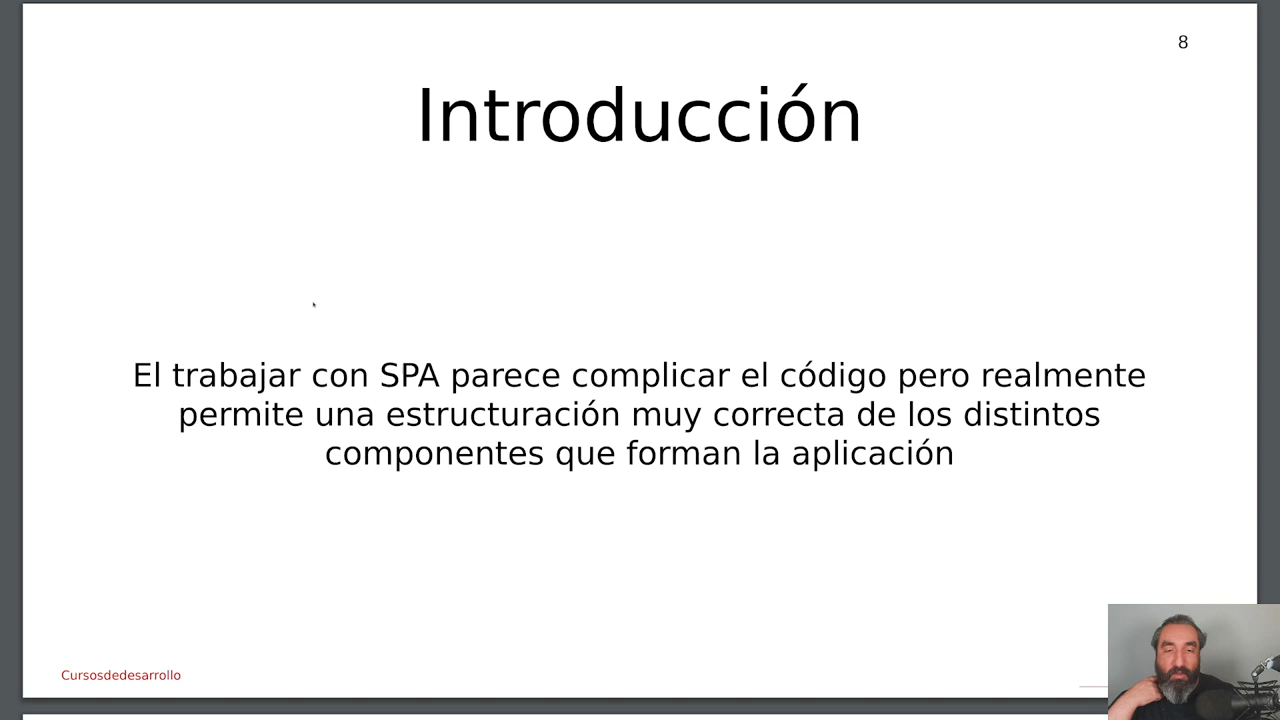 8
Introducción
El trabajar con SPA parece complicar el código pero realmente
permite una estructuración muy correcta de los distintos
componentes que forman la aplicación
Cursosdedesarrollo